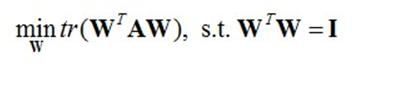 min tr(WᵀAW), s.t. WᵀW = I
W